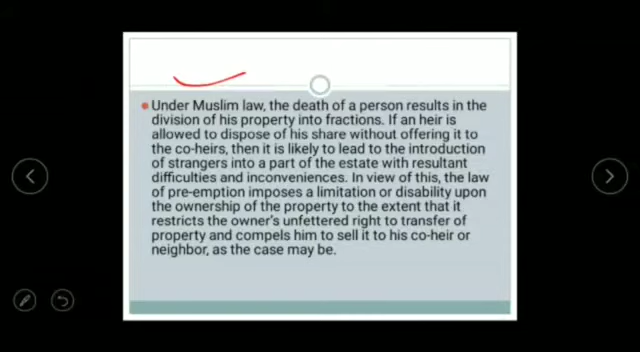 Under Muslim law, the death of a person results in the
division of his property into fractions. If an heir is
allowed to dispose of his share without offering it to
the co-heirs, then it is likely to lead to the introduction
of strangers into a part of the estate with resultant
difficulties and inconveniences. In view of this, the law
of pre-emption imposes a limitation or disability upon
the ownership of the property to the extent that it
restricts the owner's unfettered right to transfer of
property and compels him to sell it to his co-heir or
neighbor, as the case may be.